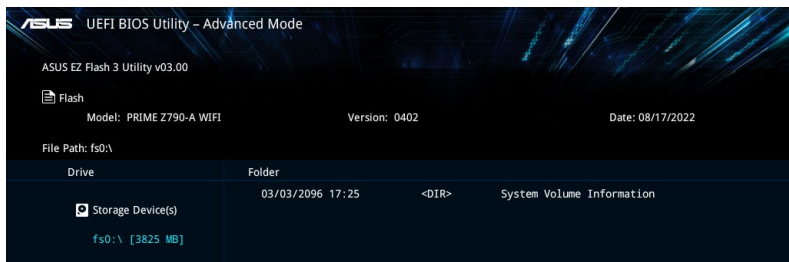 ASUS UEFI BIOS Utility – Advanced Mode
ASUS EZ Flash 3 Utility v03.00
Flash
Model: PRIME Z790-A WIFI Version: 0402 Date: 08/17/2022
File Path: fs0:\
Drive Folder
03/03/2096 17:25 <DIR> System Volume Information
Storage Device(s)
fs0:\ [3825 MB]